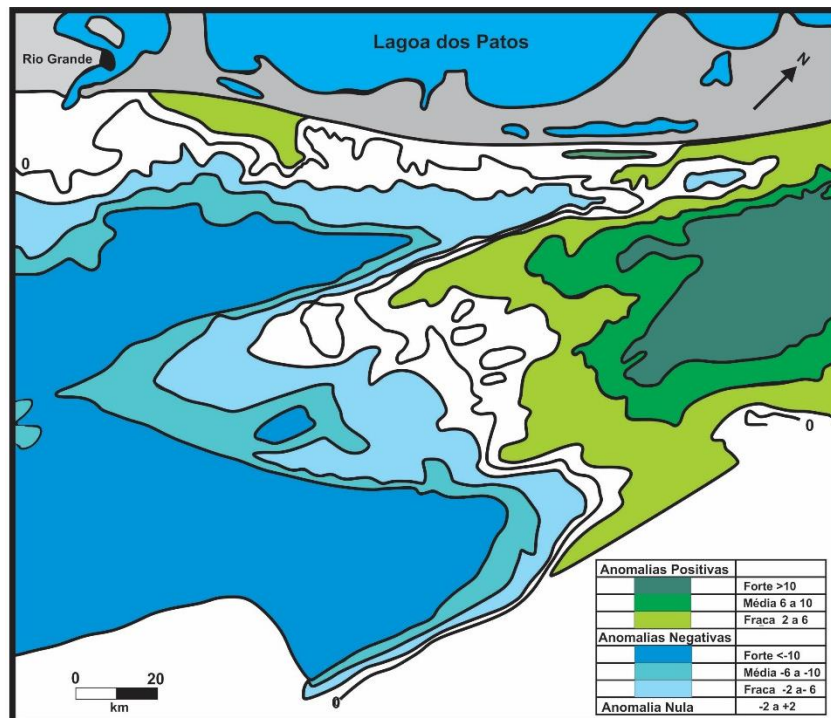 Lagoa dos Patos
Rio Grande
N
0
0
Anomalias Positivas
Forte >10
Média 6 a 10
Fraca 2 a 6
Anomalias Negativas
Forte <-10
Média -6 a -10
Fraca -2 a- 6
Anomalia Nula -2 a +2
0 20
km
0